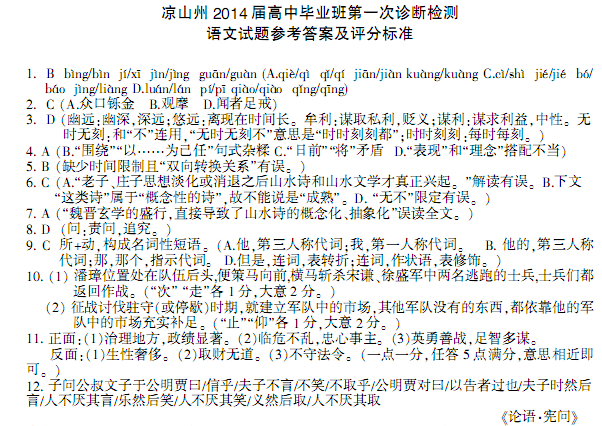 凉山州2014届高中毕业班第一次诊断检测
语文试题参考答案及评分标准
1. B bìng/bìn jí/xī jìn/jìng guān/guàn (A.qiè/qì qǐ/qí jiān/jiàn kuàng/kuàng C.cì/shì jié/jié bó/
báo jìng/liàng D.luán/lán pǐ/pī qiào/qiào qīng/qīng)
2. C (A.众口铄金 B.观摩 D.闻者足戒)
3. D (幽远:幽深,深远;悠远:离现在时间长。牟利:谋取私利,贬义;谋利:谋求利益,中性。无
时无刻:和“不”连用,“无时无刻不”意思是“时时刻刻都”;时时刻刻:每时每刻。)
4. A (B.“围绕”“以……为己任”句式杂糅 C.“日前”“将”矛盾 D.“表现”和“理念”搭配不当)
5. B (缺少时间限制且“双向转换关系”有误。)
6. C (A.“老子、庄子思想淡化或消退之后山水诗和山水文学才真正兴起。”解读有误。B.下文
“这类诗”属于“概念性的诗”,故不能说是“成熟”。D. “无不”限定有误。)
7. A (“魏晋玄学的盛行,直接导致了山水诗的概念化、抽象化”误读全文。)
8. D (问:责问,追究。)
9. C 所+动,构成名词性短语。(A.他,第三人称代词;我,第一人称代词。 B. 他的,第三人称
代词;那,那个,指示代词。 D.但是,连词,表转折;连词,作状语,表修饰。)
10. (1) 潘璋位置处在队伍后头,便策马向前,横马斩杀宋谦、徐盛军中两名逃跑的士兵,士兵们都
返回作战。(“次”“走”各1分,大意2分。)
(2) 征战讨伐驻守(或停歇)时期,就建立军队中的市场,其他军队没有的东西,都依靠他的军
队中的市场充实补足。(“止”“仰”各1分,大意2分。)
11. 正面:(1)治理地方,政绩显著。(2)临危不乱,忠心事主。(3)英勇善战,足智多谋。
反面:(1)生性奢侈。(2)取财无道。(3)不守法令。(一点一分,任答5点满分,意思相近即
可。)
12. 子问公叔文子于公明贾曰/信乎/夫子不言/不笑/不取乎/公明贾对曰/以告者过也/夫子时然后
言/人不厌其言/乐然后笑/人不厌其笑/义然后取/人不厌其取
《论语·宪问》